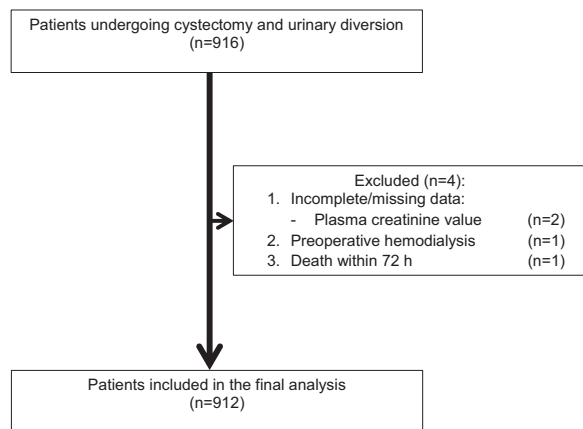 Patients undergoing cystectomy and urinary diversion
(n=916)
Excluded (n=4):
1. Incomplete/missing data:
- Plasma creatinine value (n=2)
2. Preoperative hemodialysis (n=1)
3. Death within 72 h (n=1)
Patients included in the final analysis
(n=912)